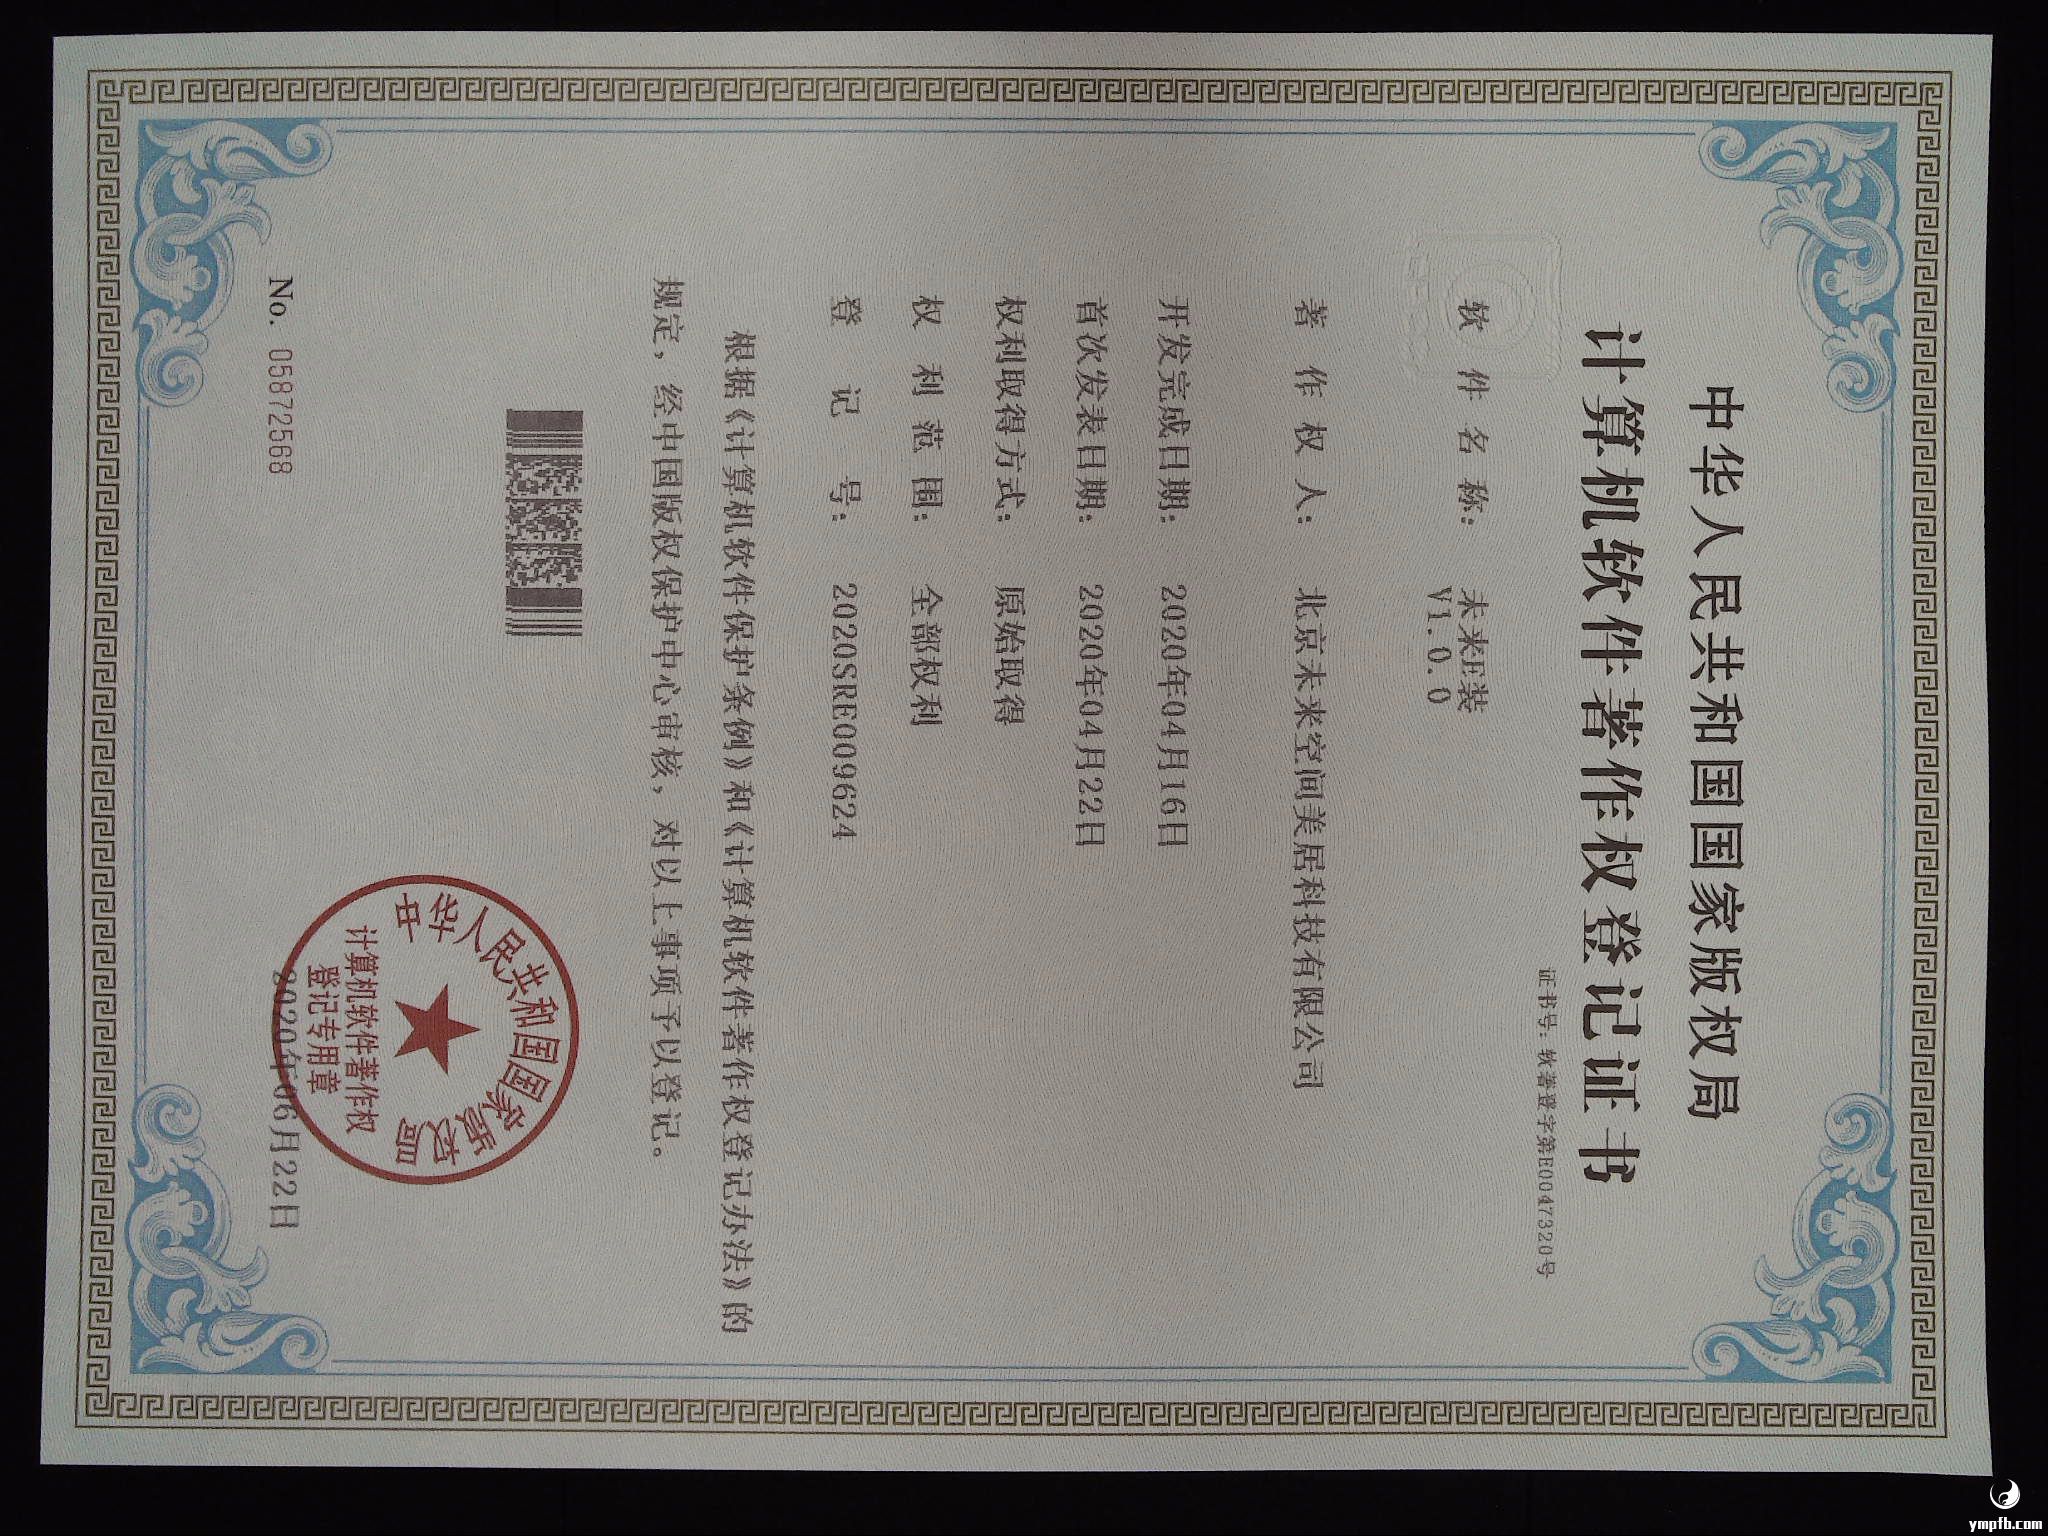 中华人民共和国国家版权局
计算机软件著作权登记证书
证书号: 软著登字第E0047320号
软件名称: 未来E装
V1.0.0
著作权人: 北京未来空间美居科技有限公司
开发完成日期: 2020年04月16日
首次发表日期: 2020年04月22日
权利取得方式: 原始取得
权利范围: 全部权利
登记号: 2020SRE009624
根据《计算机软件保护条例》和《计算机软件著作权登记办法》的
规定，经中国版权保护中心审核，对以上事项予以登记。
中华人民共和国国家版权局
计算机软件著作权
登记专用章
No. 05872568
2020年06月22日
ympfb.com